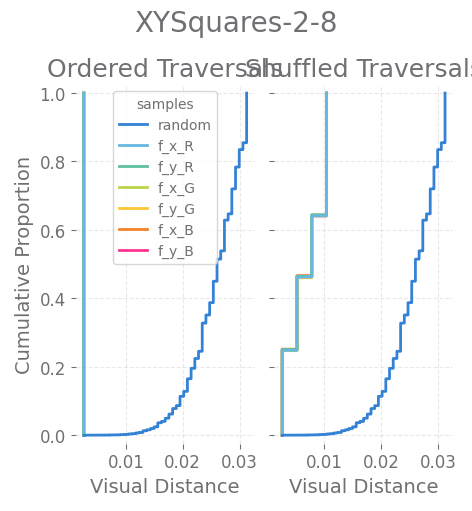 XYSquares-2-8
Ordered Traversals
Shuffled Traversals
samples
random
f_x_R
f_y_R
f_x_G
f_y_G
f_x_B
f_y_B
Cumulative Proportion
1.0
0.8
0.6
0.4
0.2
0.0
0.01 0.02 0.03
0.01 0.02 0.03
Visual Distance
Visual Distance